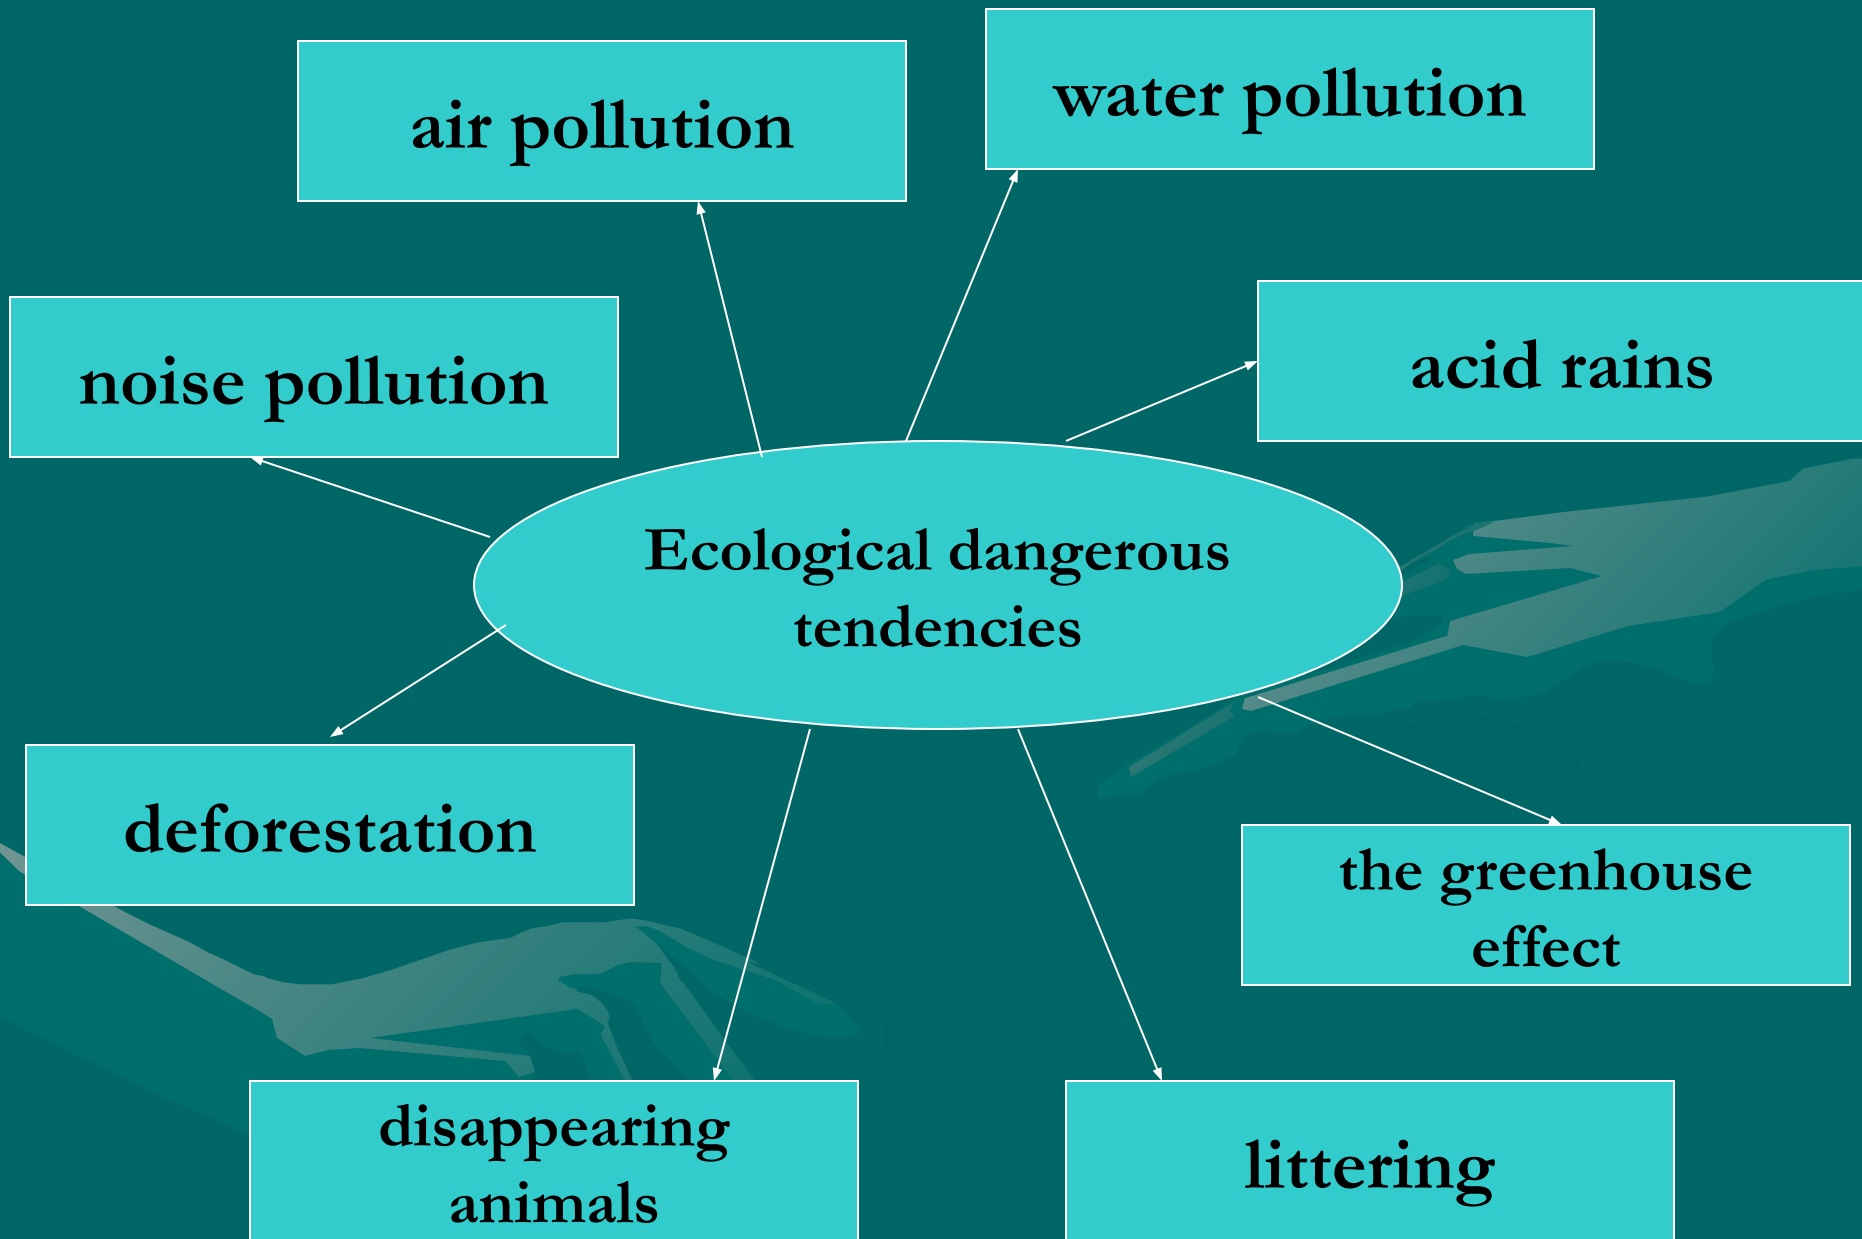 water pollution
air pollution
acid rains
noise pollution
Ecological dangerous
tendencies
deforestation
the greenhouse
effect
disappearing
animals
littering